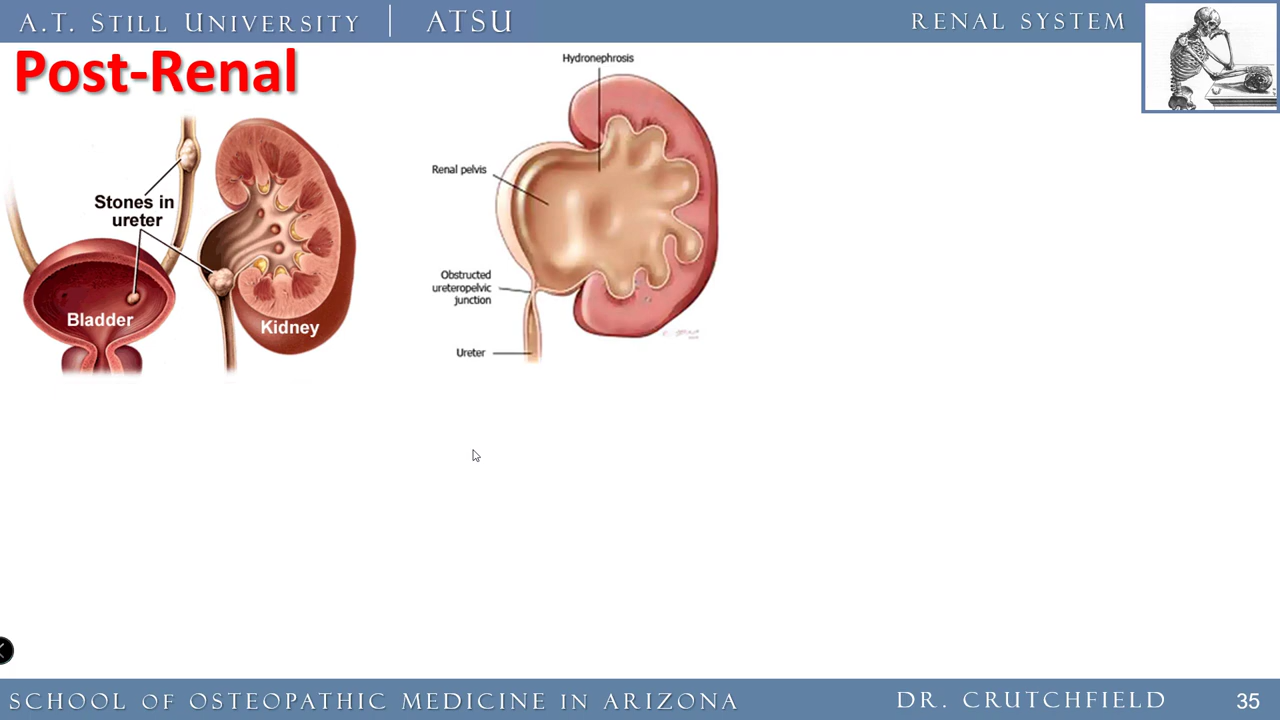 A.T. STILL UNIVERSITY | ATSU
RENAL SYSTEM
Post-Renal
Stones in
ureter
Bladder
Kidney
Hydronephrosis
Renal pelvis
Obstructed
ureteropelvic
junction
Ureter
SCHOOL OF OSTEOPATHIC MEDICINE IN ARIZONA
DR. CRUTCHFIELD
35